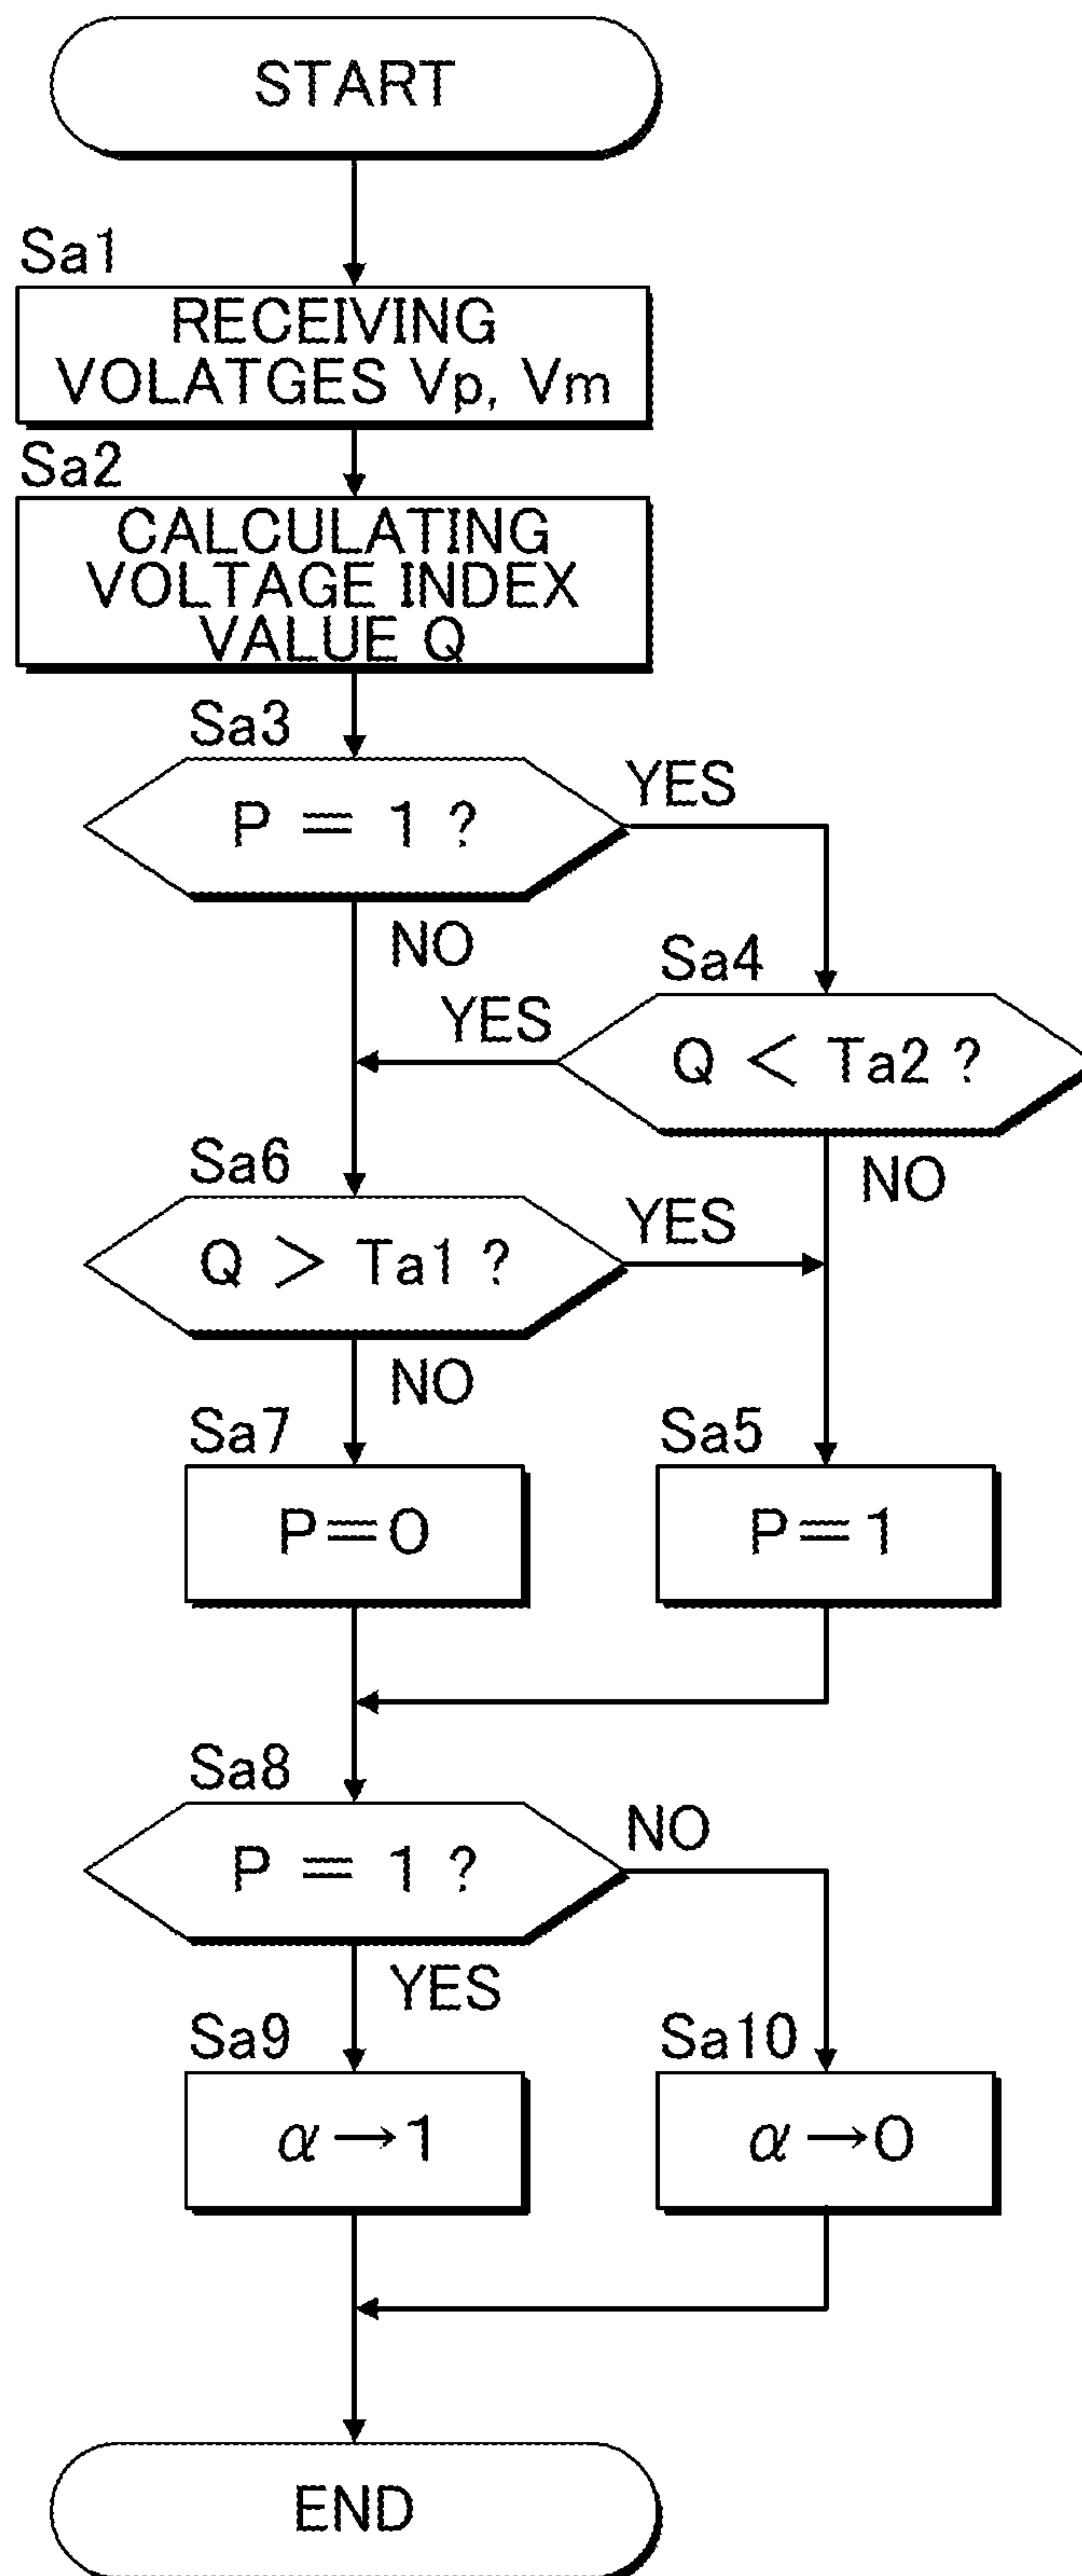 START
Sa1
RECEIVING
VOLATGES Vp, Vm
Sa2
CALCULATING
VOLTAGE INDEX
VALUE Q
Sa3
P = 1 ?
YES
NO
Sa4
Q < Ta2 ?
YES
NO
Sa6
Q > Ta1 ?
YES
NO
Sa7
P=0
Sa5
P=1
Sa8
P = 1 ?
NO
YES
Sa9
α→1
Sa10
α→0
END